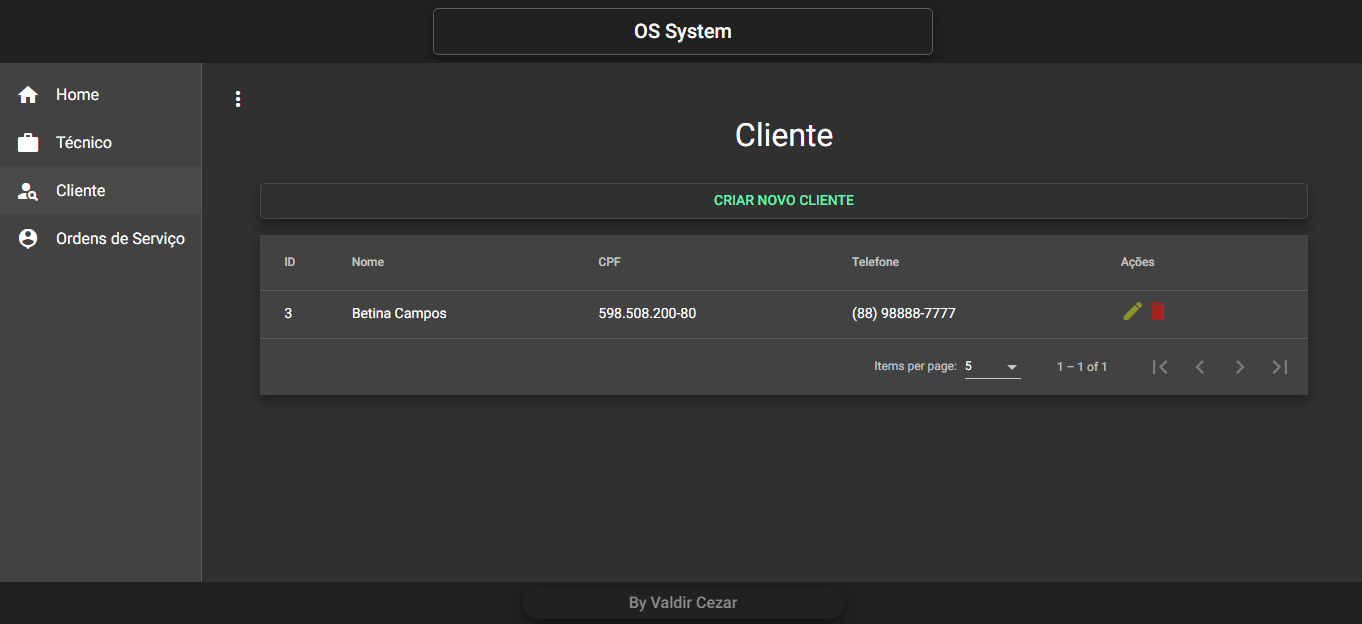 OS System
Home
Técnico
Cliente
Ordens de Serviço
Cliente
CRIAR NOVO CLIENTE
ID Nome CPF Telefone Ações
3 Betina Campos 598.508.200-80 (88) 98888-7777
Items per page: 5 1 – 1 of 1
By Valdir Cezar